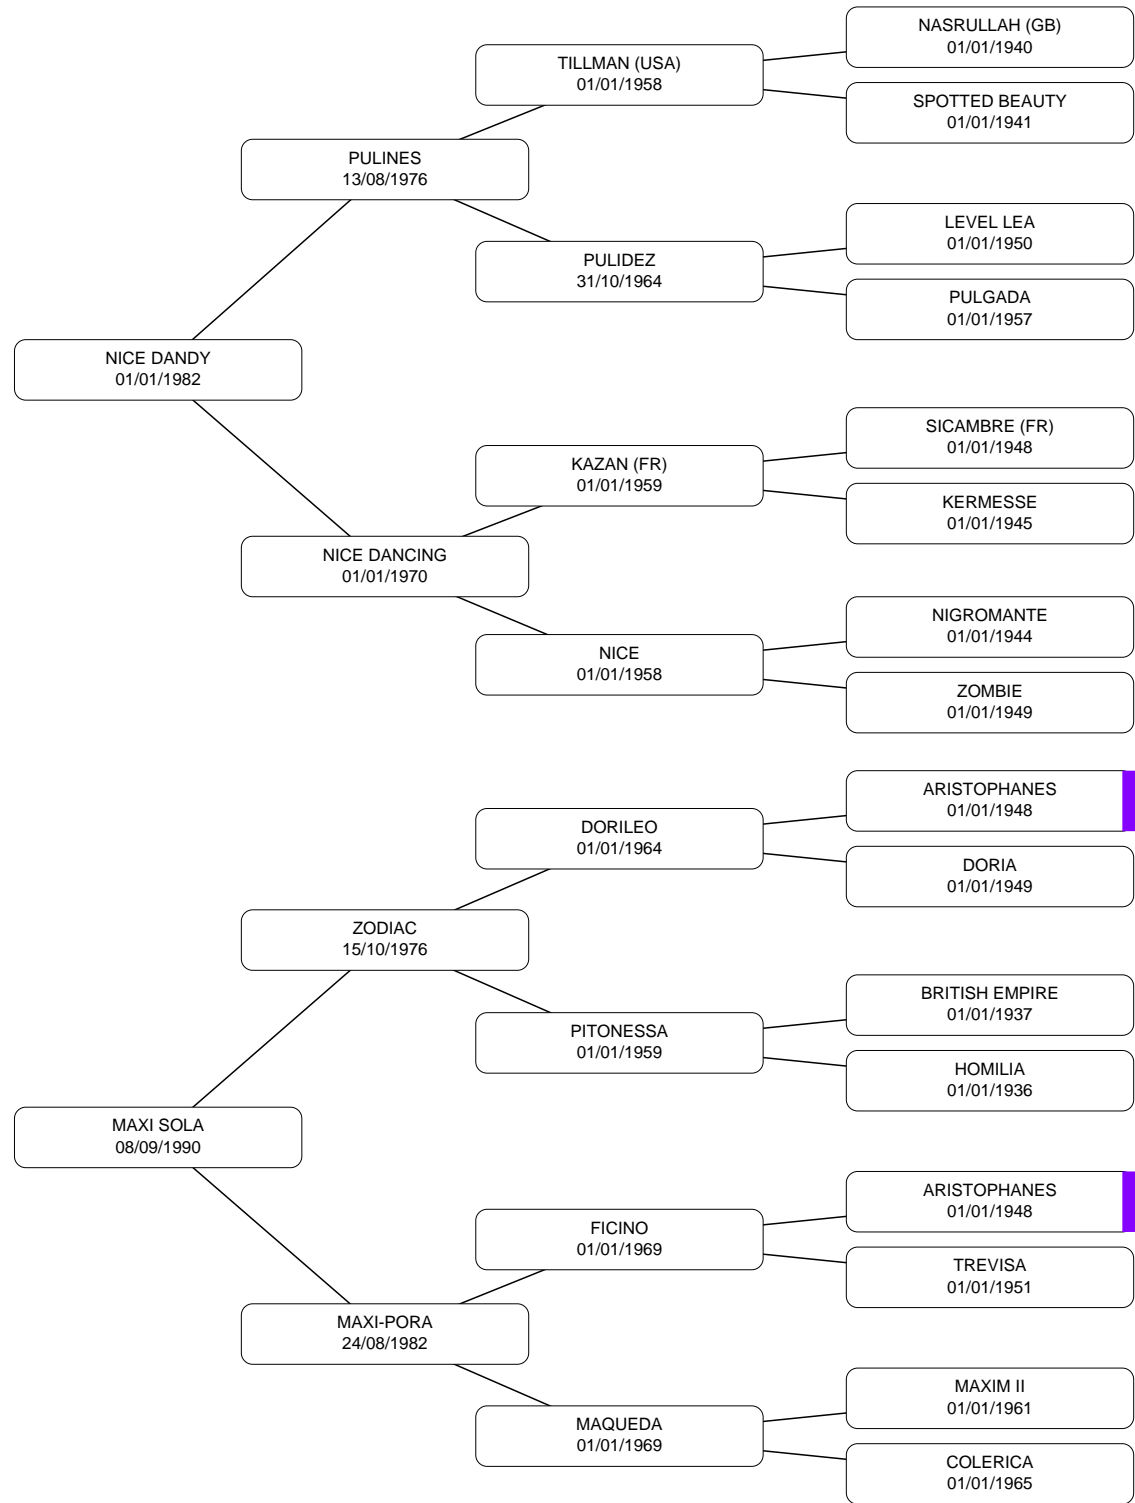 NASRULLAH (GB)
01/01/1940
TILLMAN (USA)
01/01/1958
SPOTTED BEAUTY
01/01/1941
PULINES
13/08/1976
LEVEL LEA
01/01/1950
PULIDEZ
31/10/1964
PULGADA
01/01/1957
NICE DANDY
01/01/1982
SICAMBRE (FR)
01/01/1948
KAZAN (FR)
01/01/1959
KERMESSE
01/01/1945
NICE DANCING
01/01/1970
NIGROMANTE
01/01/1944
NICE
01/01/1958
ZOMBIE
01/01/1949
ARISTOPHANES
01/01/1948
DORILEO
01/01/1964
DORIA
01/01/1949
ZODIAC
15/10/1976
BRITISH EMPIRE
01/01/1937
PITONESSA
01/01/1959
HOMILIA
01/01/1936
MAXI SOLA
08/09/1990
ARISTOPHANES
01/01/1948
FICINO
01/01/1969
TREVISA
01/01/1951
MAXI-PORA
24/08/1982
MAXIM II
01/01/1961
MAQUEDA
01/01/1969
COLERICA
01/01/1965